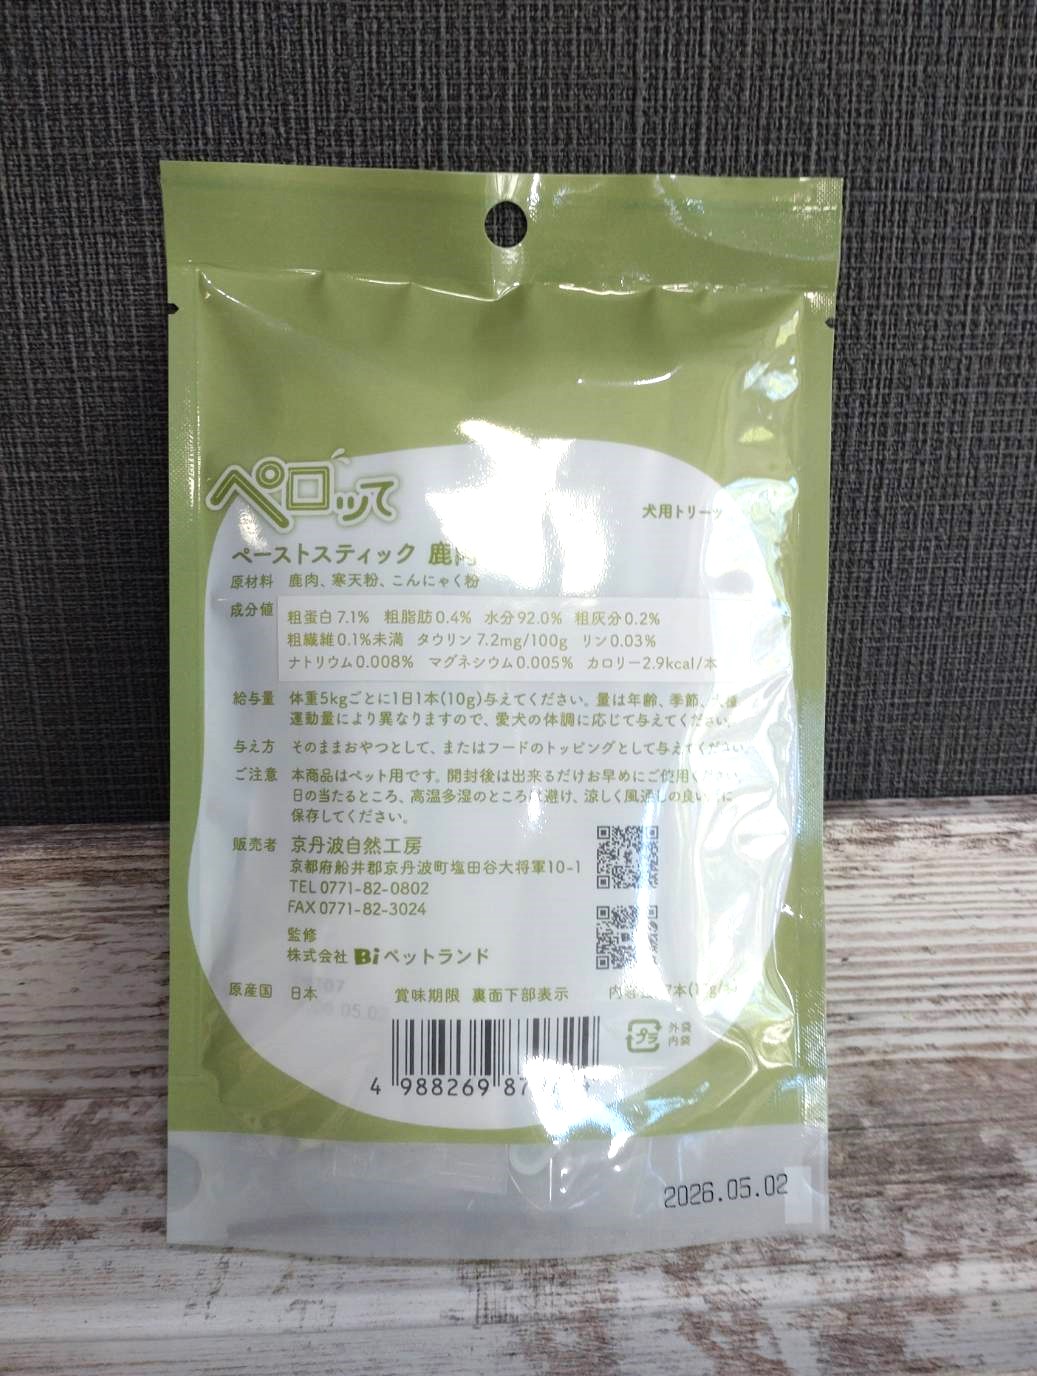 ペロッて
犬用トリーツ
ペーストスティック 鹿肉
原材料 鹿肉、寒天粉、こんにゃく粉
成分値 粗蛋白7.1% 粗脂肪0.4% 水分92.0% 粗灰分0.2%
粗繊維0.1%未満 タウリン7.2mg/100g リン0.03%
ナトリウム0.008% マグネシウム0.005% カロリー2.9kcal/本
給与量 体重5kgごとに1日1本(10g)与えてください。量は年齢、季節、
運動量により異なりますので、愛犬の体調に応じて与えてください。
与え方 そのままおやつとして、またはフードのトッピングとして与えてください。
ご注意 本商品はペット用です。開封後は出来るだけお早めにご使用ください。
日の当たるところ、高温多湿のところは避け、涼しく風通しの良い
保存してください。
販売者 京丹波自然工房
京都府船井郡京丹波町塩田谷大将軍10-1
TEL 0771-82-0802
FAX 0771-82-3024
監修
株式会社 Biペットランド
原産国 日本 賞味期限 裏面下部表示
プラ 外袋
内袋
4 988269
2026.05.02